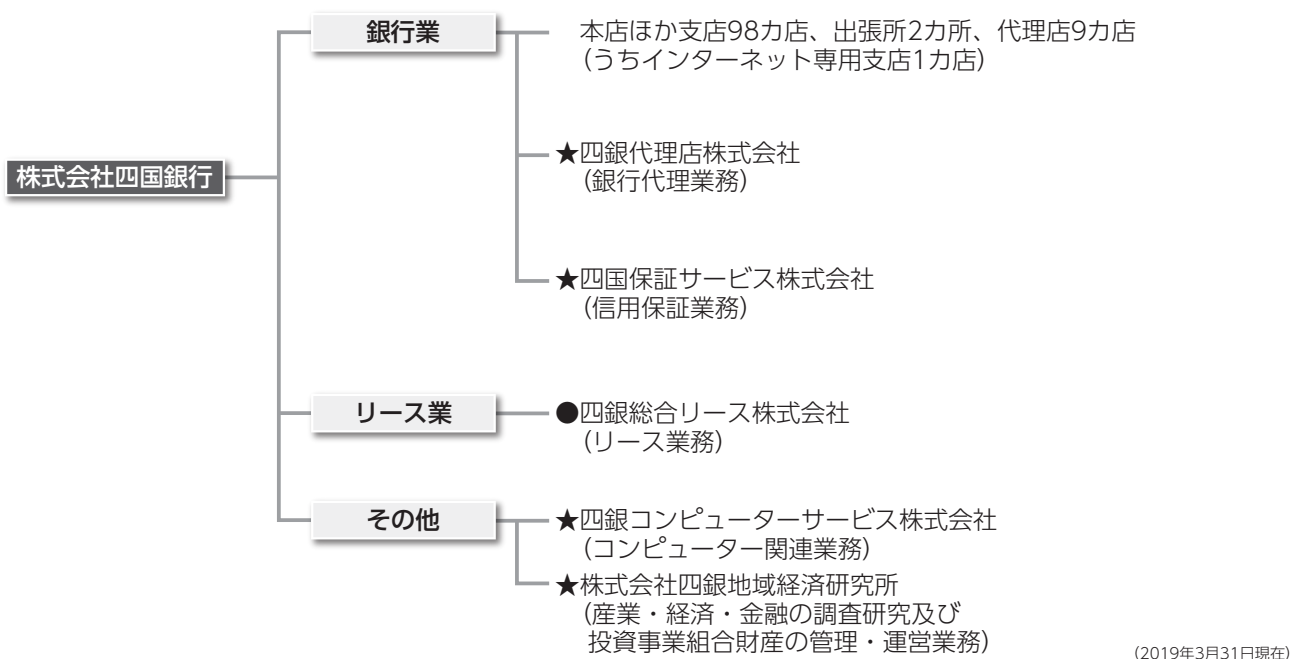 銀行業
本店ほか支店98カ店、出張所2カ所、代理店9カ店
(うちインターネット専用支店1カ店)
株式会社四国銀行
★四銀代理店株式会社
(銀行代理業務)
★四国保証サービス株式会社
(信用保証業務)
リース業
●四銀総合リース株式会社
(リース業務)
その他
★四銀コンピューターサービス株式会社
(コンピューター関連業務)
★株式会社四銀地域経済研究所
(産業・経済・金融の調査研究及び
投資事業組合財産の管理・運営業務)
(2019年3月31日現在)